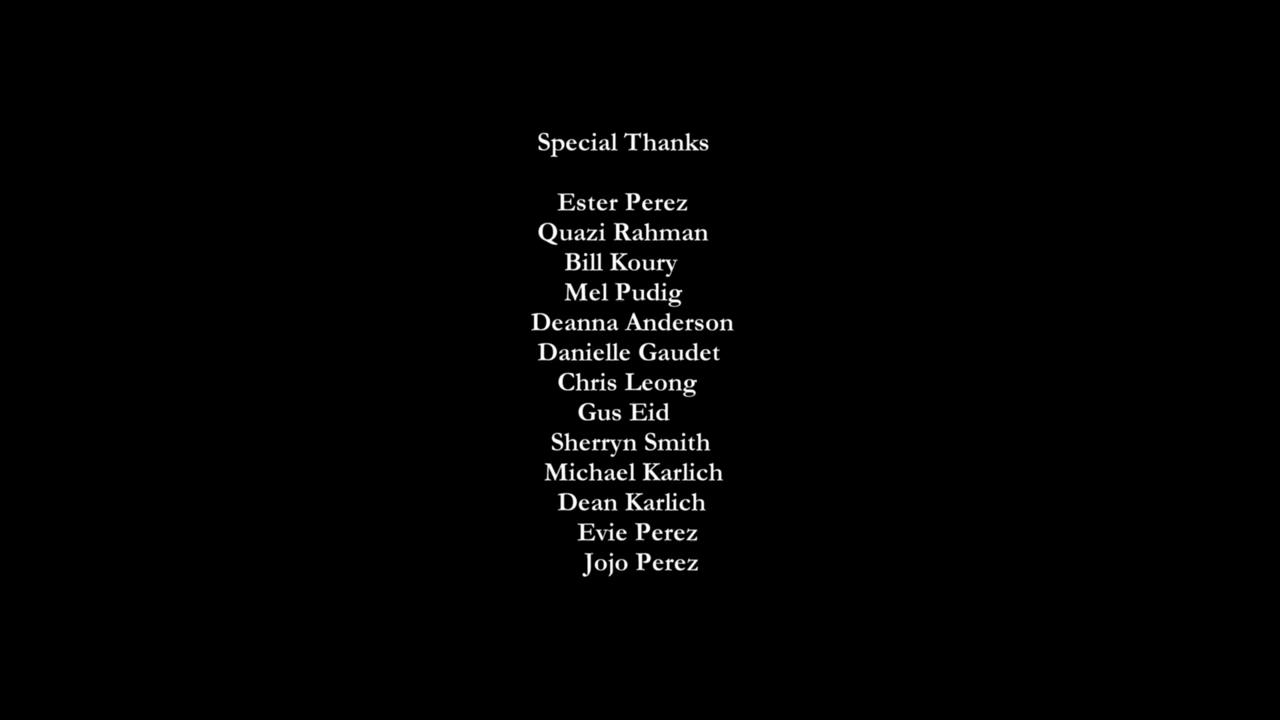 Special Thanks
Ester Perez
Quazi Rahman
Bill Koury
Mel Pudig
Deanna Anderson
Danielle Gaudet
Chris Leong
Gus Eid
Sherryn Smith
Michael Karlich
Dean Karlich
Evie Perez
Jojo Perez